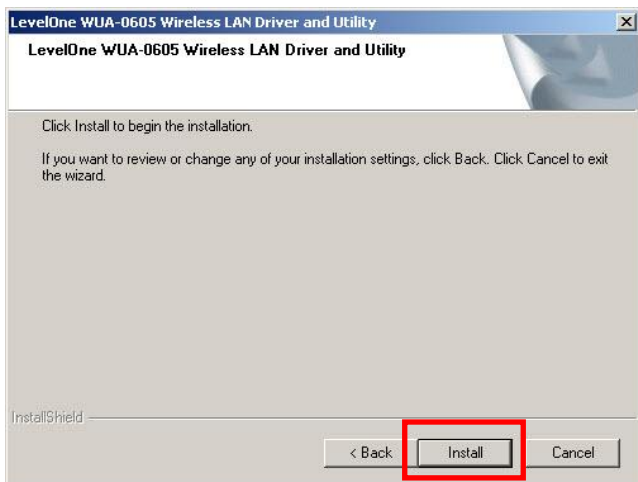 LevelOne WUA-0605 Wireless LAN Driver and Utility
LevelOne WUA-0605 Wireless LAN Driver and Utility
Click Install to begin the installation.
If you want to review or change any of your installation settings, click Back. Click Cancel to exit
the wizard.
InstallShield
< Back Install Cancel